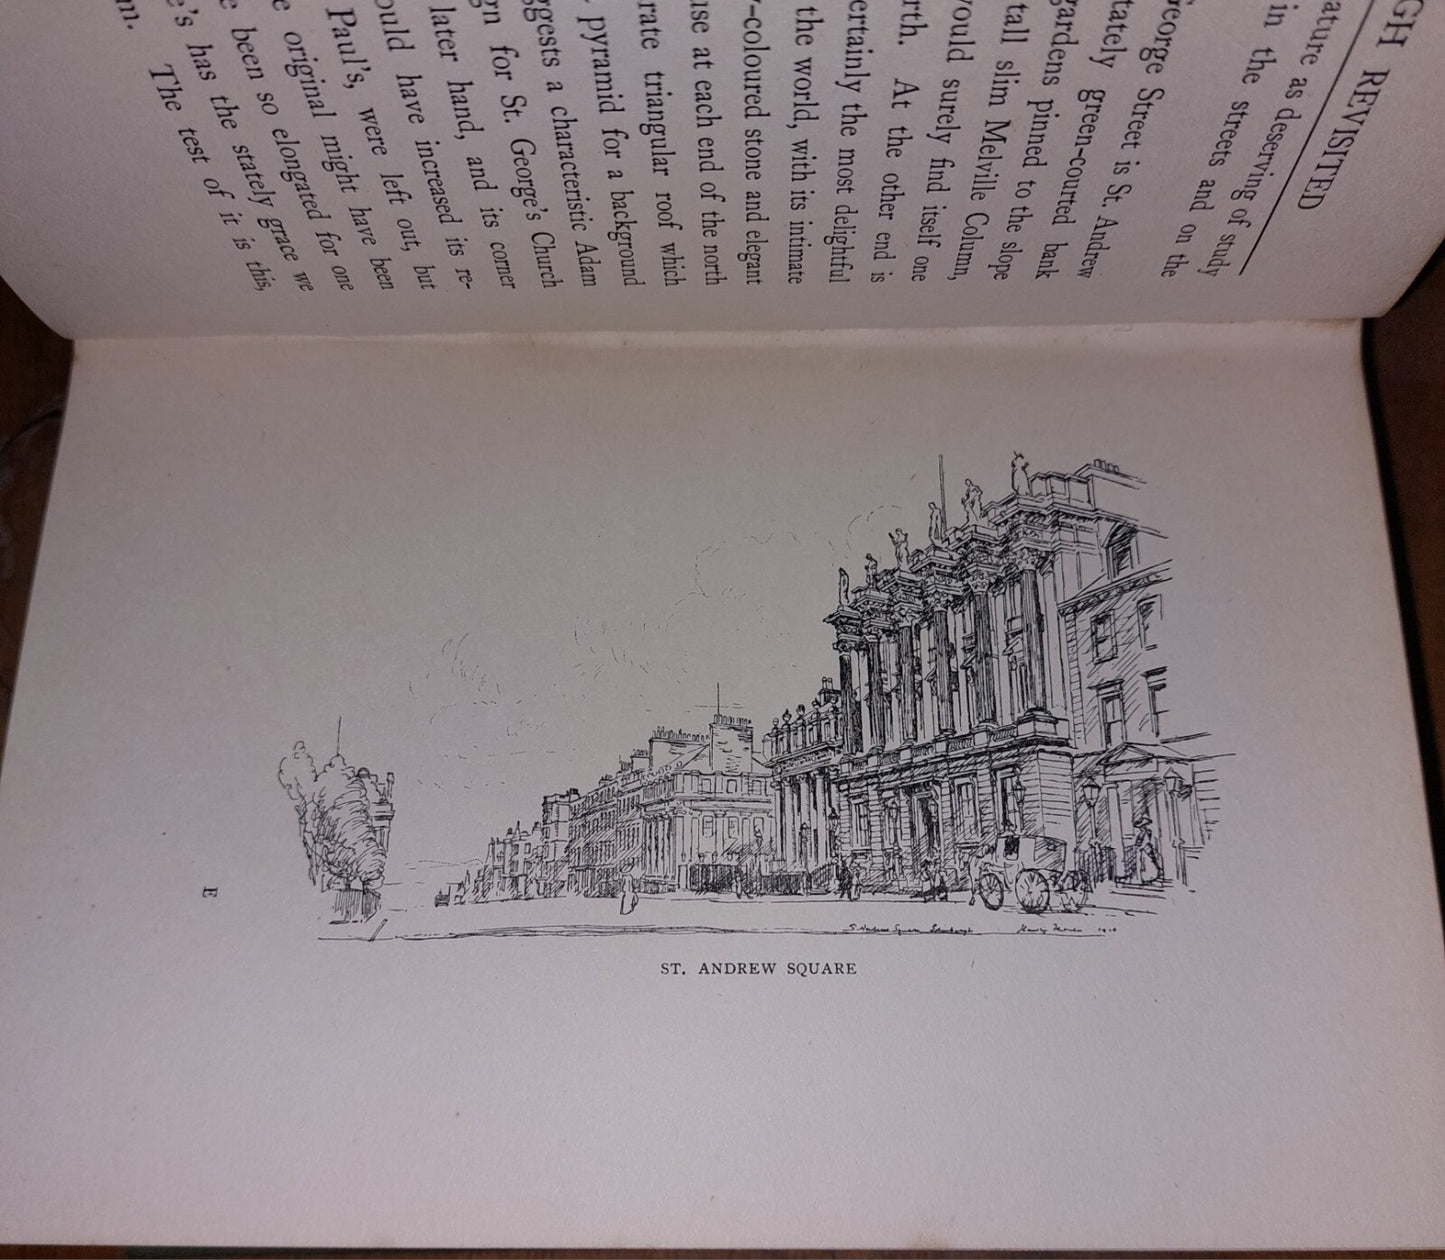 GH REVISITED
ature as deserving of study
in the streets and on the
George Street is St. Andrew
tately green-courted bank
gardens pinned to the slope
tall slim Melville Column,
would surely find itself one
rth. At the other end is
ertainly the most delightful
the world, with its intimate
y-coloured stone and elegant
use at each end of the north
rate triangular roof which
pyramid for a background
ggests a characteristic Adam
gn for St. George's Church
later hand, and its corner
ould have increased its re-
Paul's, were left out, but
original might have been
e been so elongated for one
e's has the stately grace we
The test of it is this,
m.
E
St Andrew Square Edinburgh
ST. ANDREW SQUARE